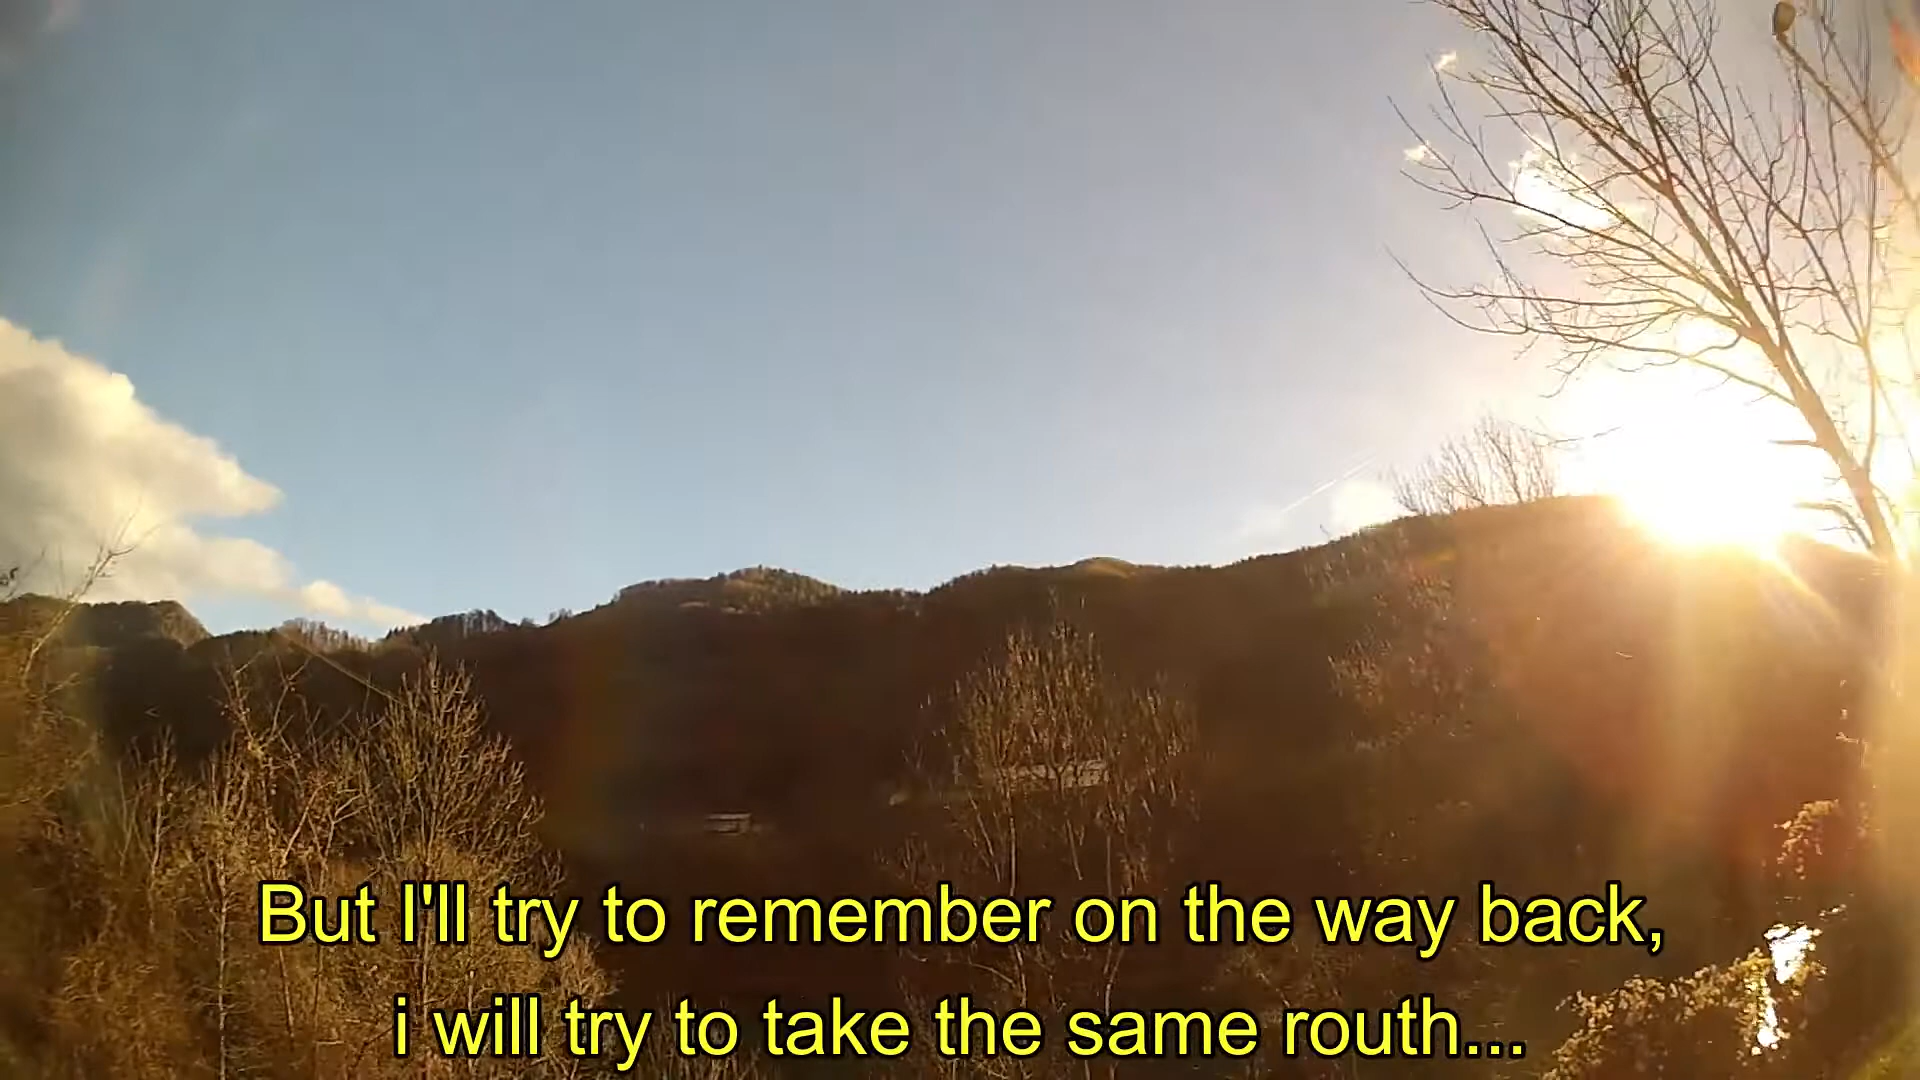 But I'll try to remember on the way back,
i will try to take the same routh...